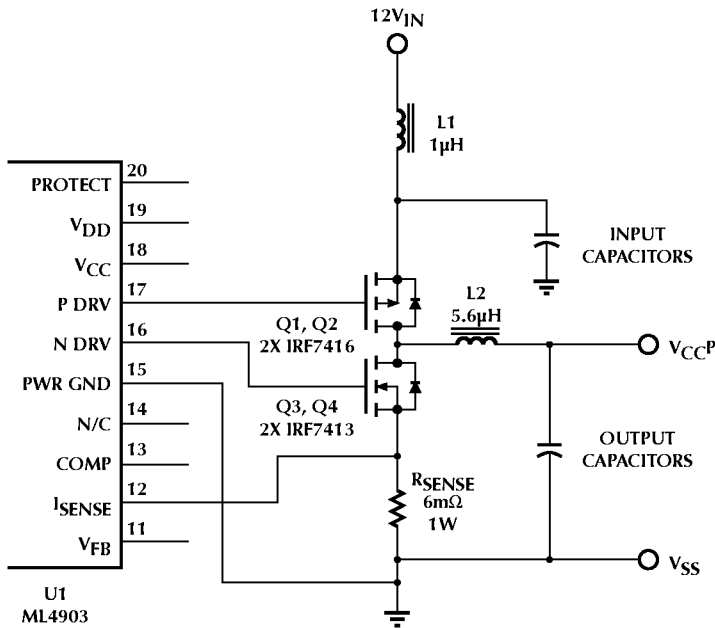 12VIN
L1
1µH
20
PROTECT
19
VDD
18
VCC
17
P DRV
16
N DRV
15
PWR GND
14
N/C
13
COMP
12
ISENSE
11
VFB
U1
ML4903
INPUT
CAPACITORS
Q1, Q2
2X IRF7416
L2
5.6µH
VCCP
Q3, Q4
2X IRF7413
OUTPUT
CAPACITORS
RSENSE
6mΩ
1W
VSS